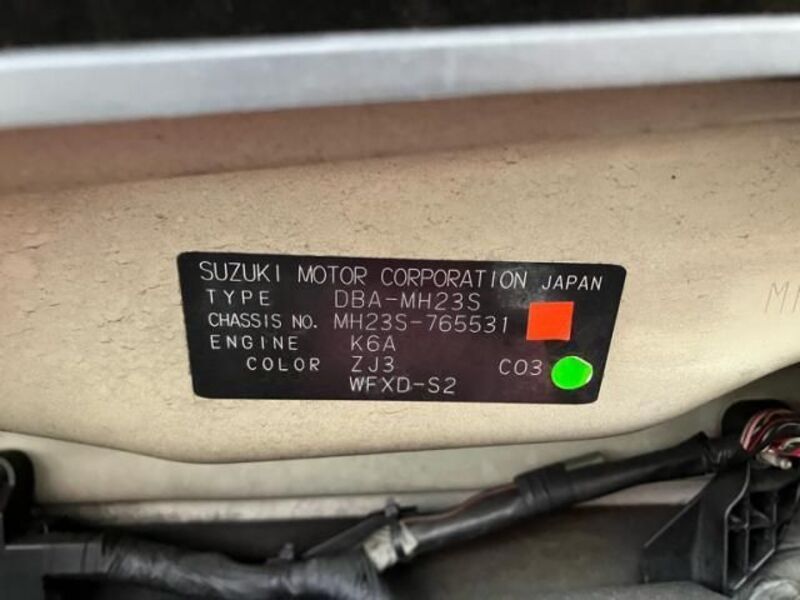 SUZUKI MOTOR CORPORATION JAPAN
TYPE DBA-MH23S
CHASSIS NO. MH23S-765531
ENGINE K6A
COLOR ZJ3 C03
WFXD-S2